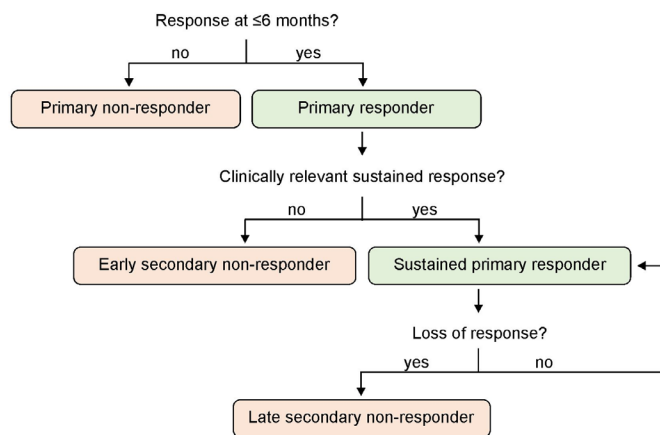 Response at ≤6 months?
no
yes
Primary non-responder
Primary responder
Clinically relevant sustained response?
no
yes
Early secondary non-responder
Sustained primary responder
Loss of response?
yes
no
Late secondary non-responder